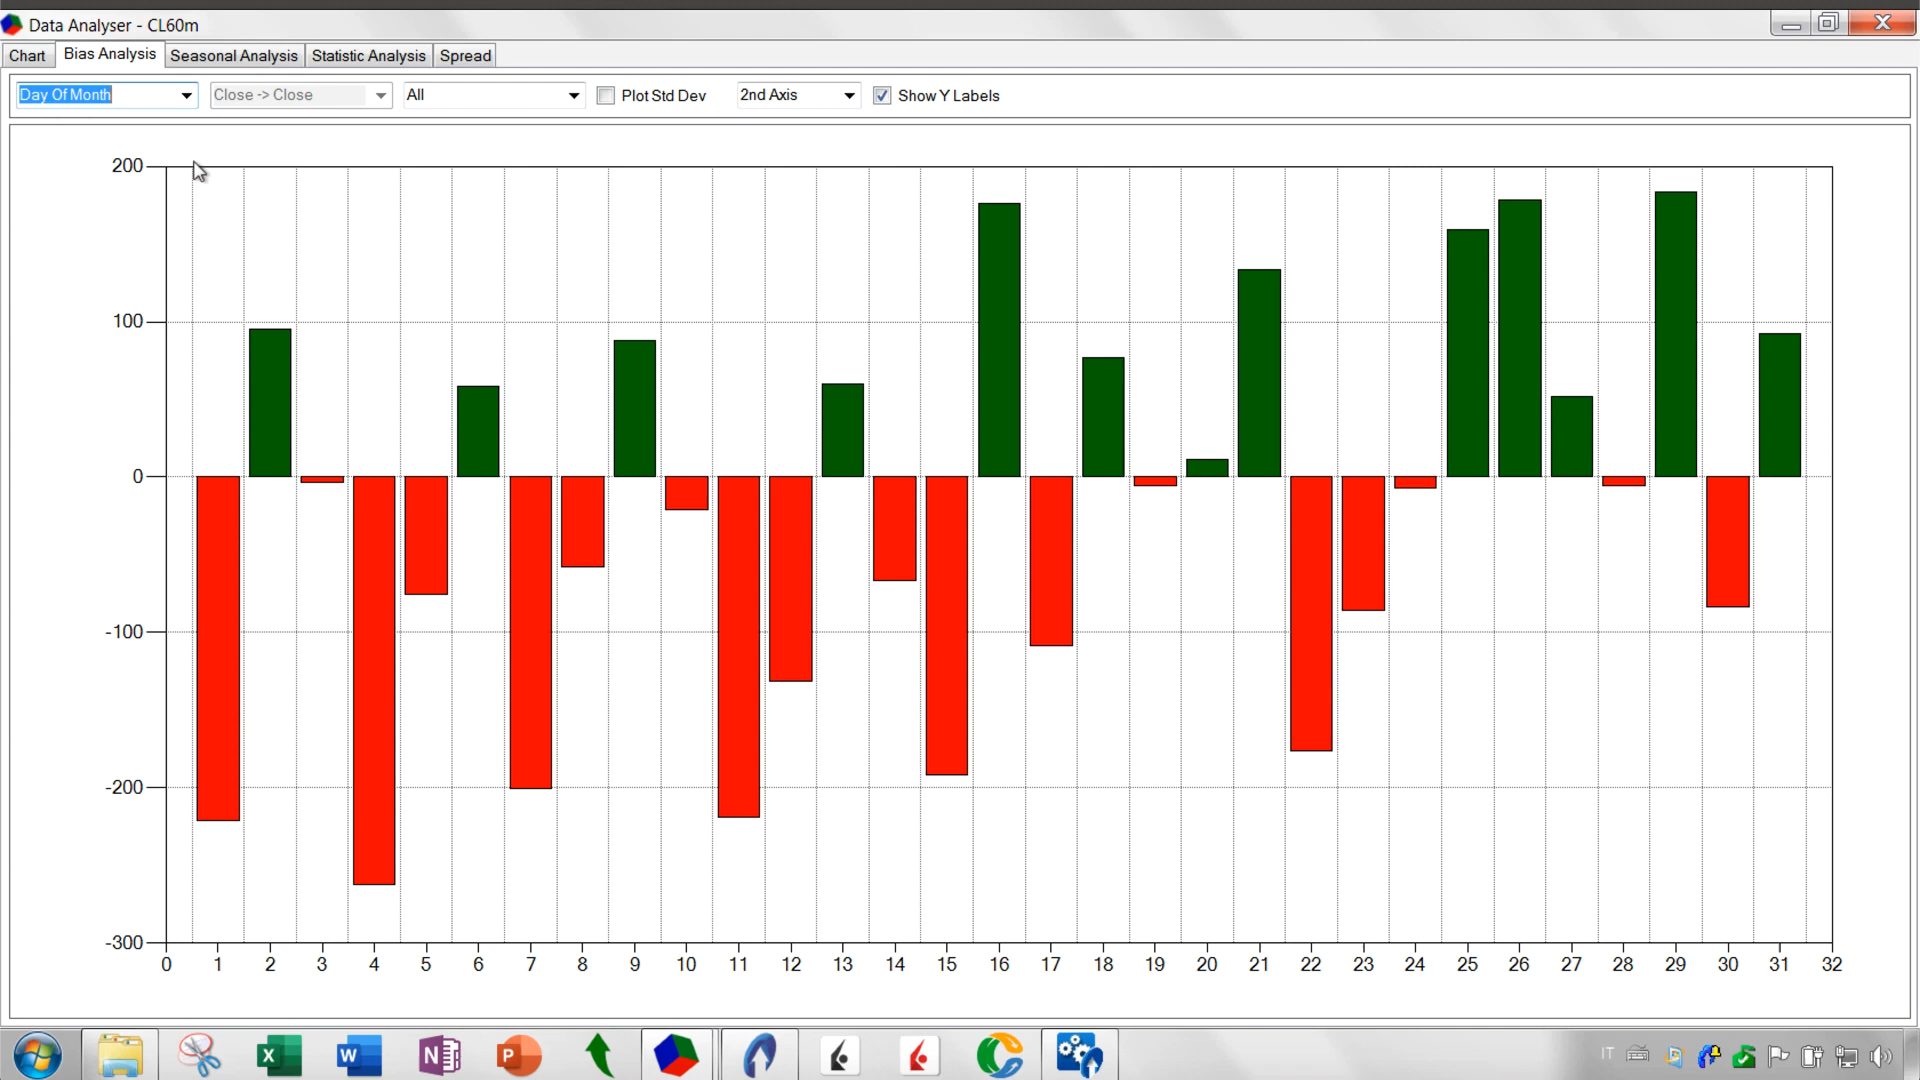 Data Analyser - CL60m
Chart Bias Analysis Seasonal Analysis Statistic Analysis Spread
Day Of Month Close -> Close All Plot Std Dev 2nd Axis Show Y Labels
200
100
0
-100
-200
-300
0 1 2 3 4 5 6 7 8 9 10 11 12 13 14 15 16 17 18 19 20 21 22 23 24 25 26 27 28 29 30 31 32
X W N P IT